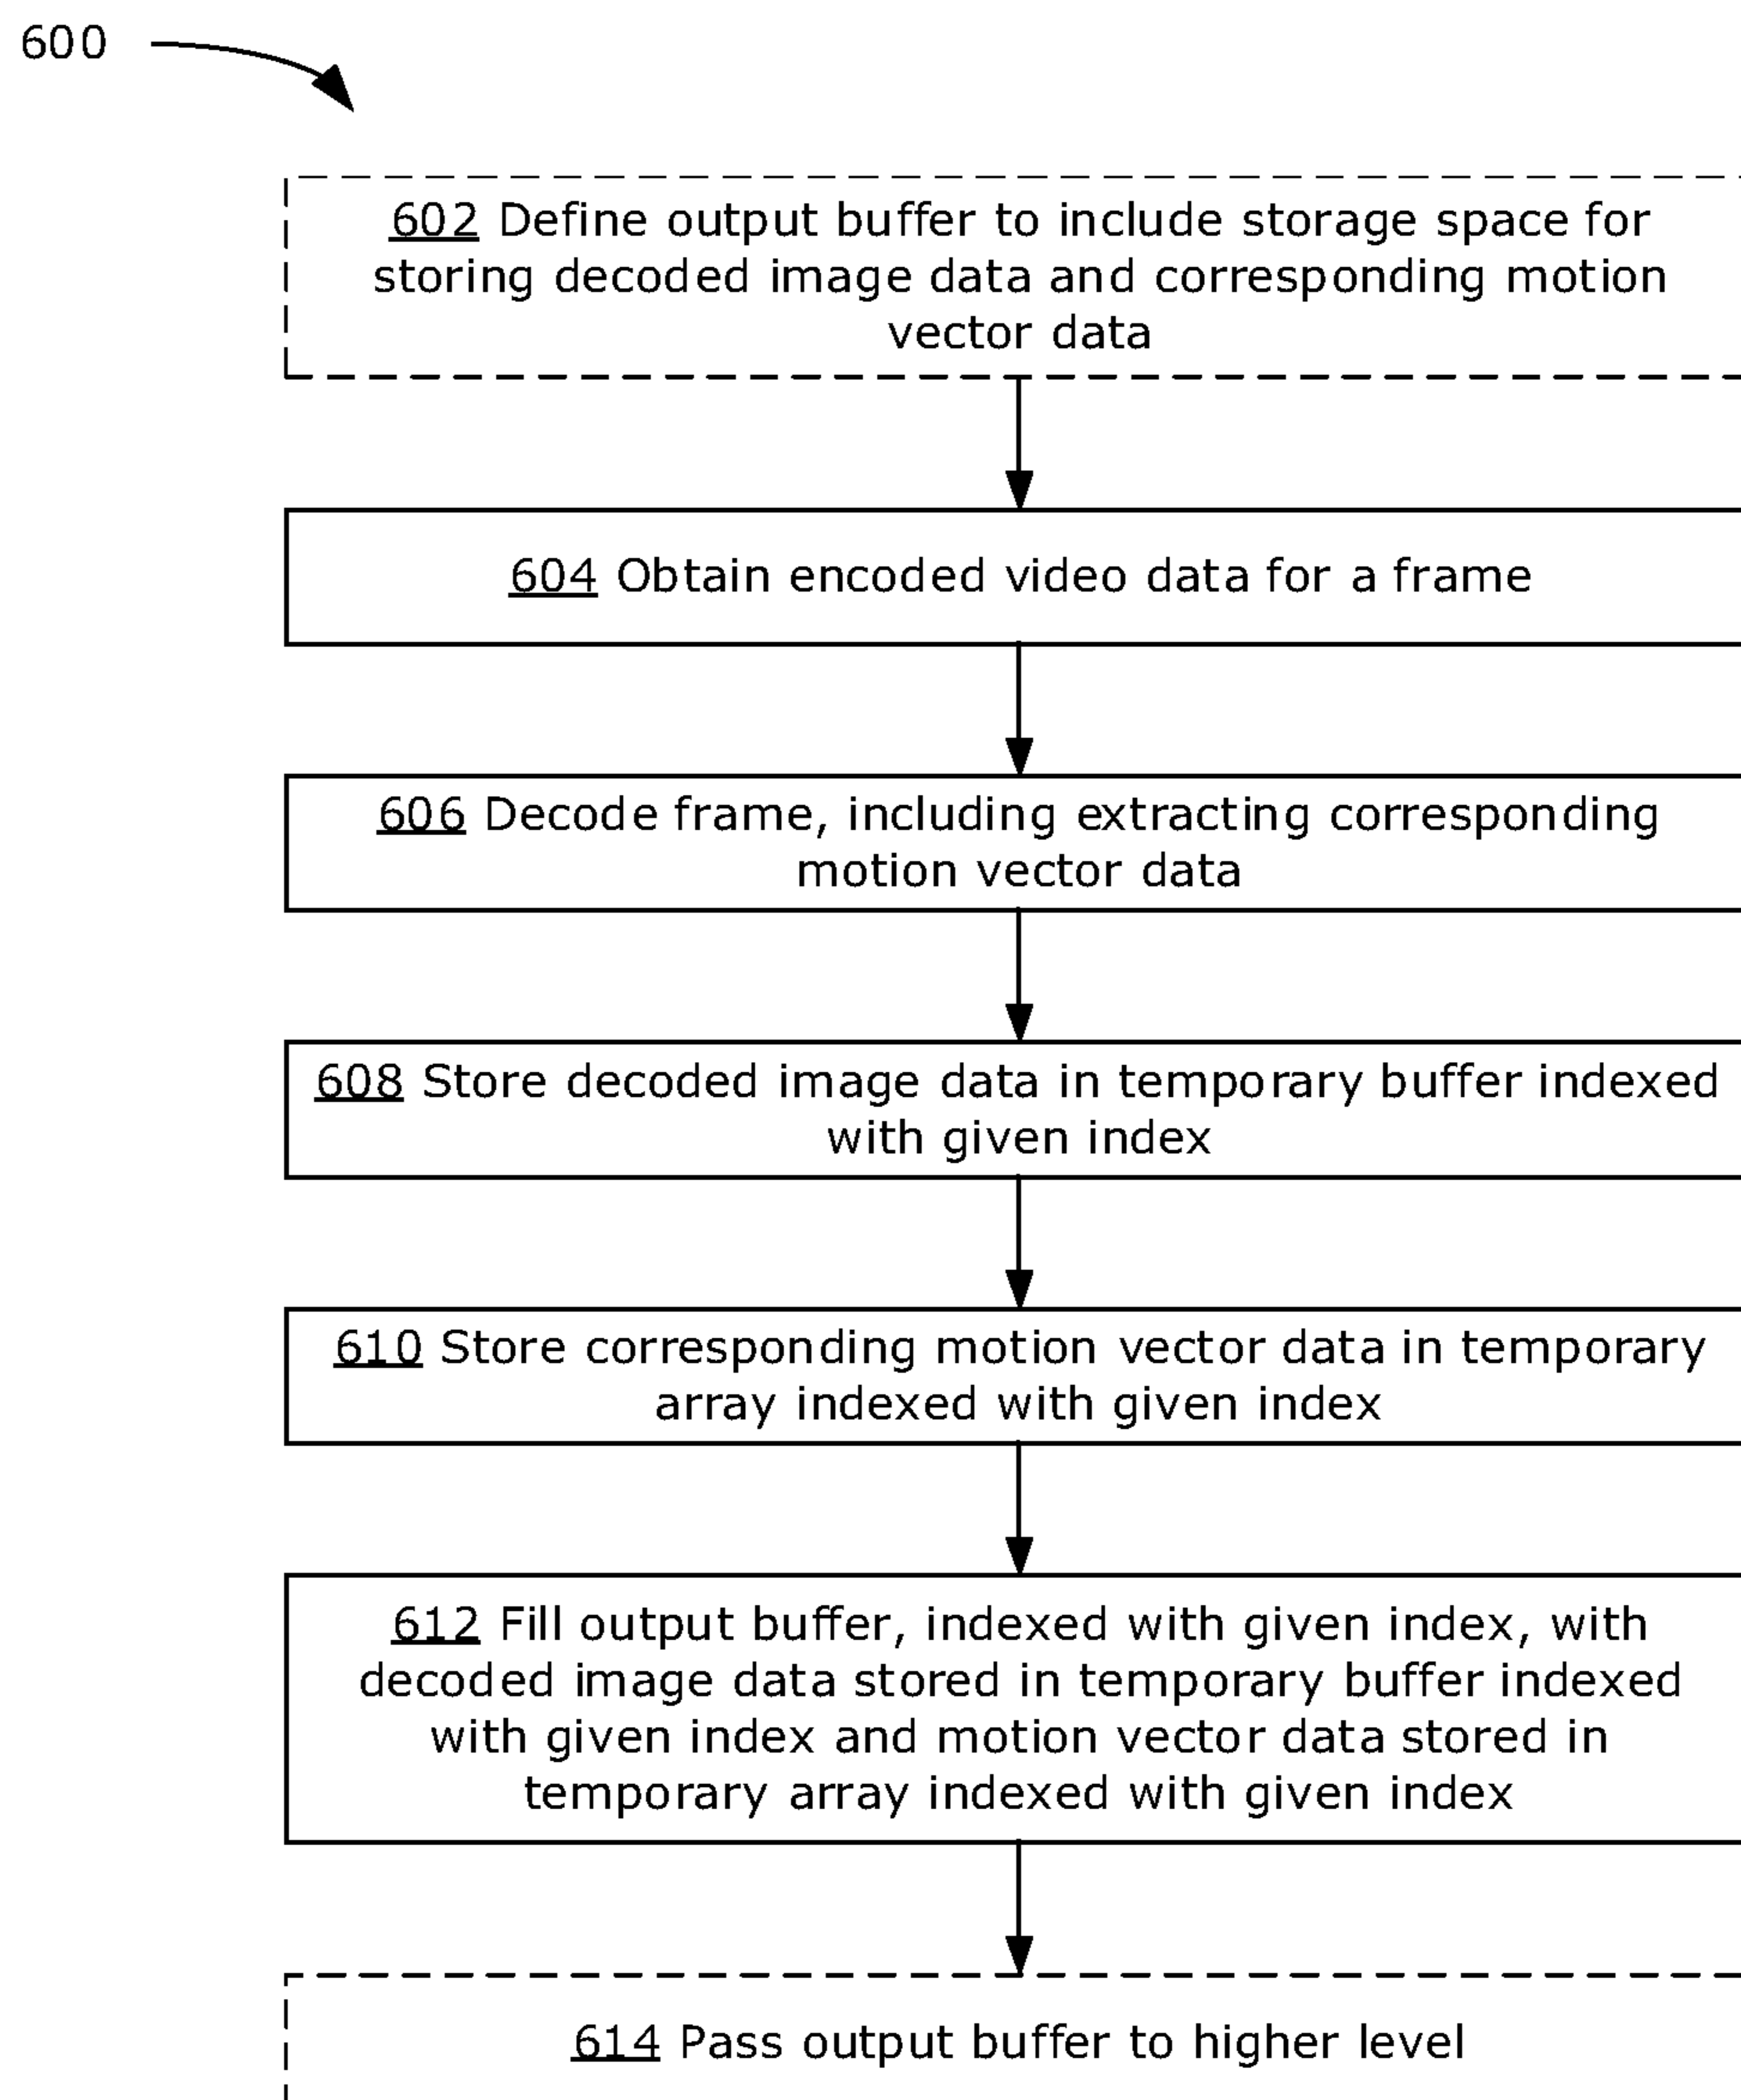 600
602 Define output buffer to include storage space for
storing decoded image data and corresponding motion
vector data
604 Obtain encoded video data for a frame
606 Decode frame, including extracting corresponding
motion vector data
608 Store decoded image data in temporary buffer indexed
with given index
610 Store corresponding motion vector data in temporary
array indexed with given index
612 Fill output buffer, indexed with given index, with
decoded image data stored in temporary buffer indexed
with given index and motion vector data stored in
temporary array indexed with given index
614 Pass output buffer to higher level